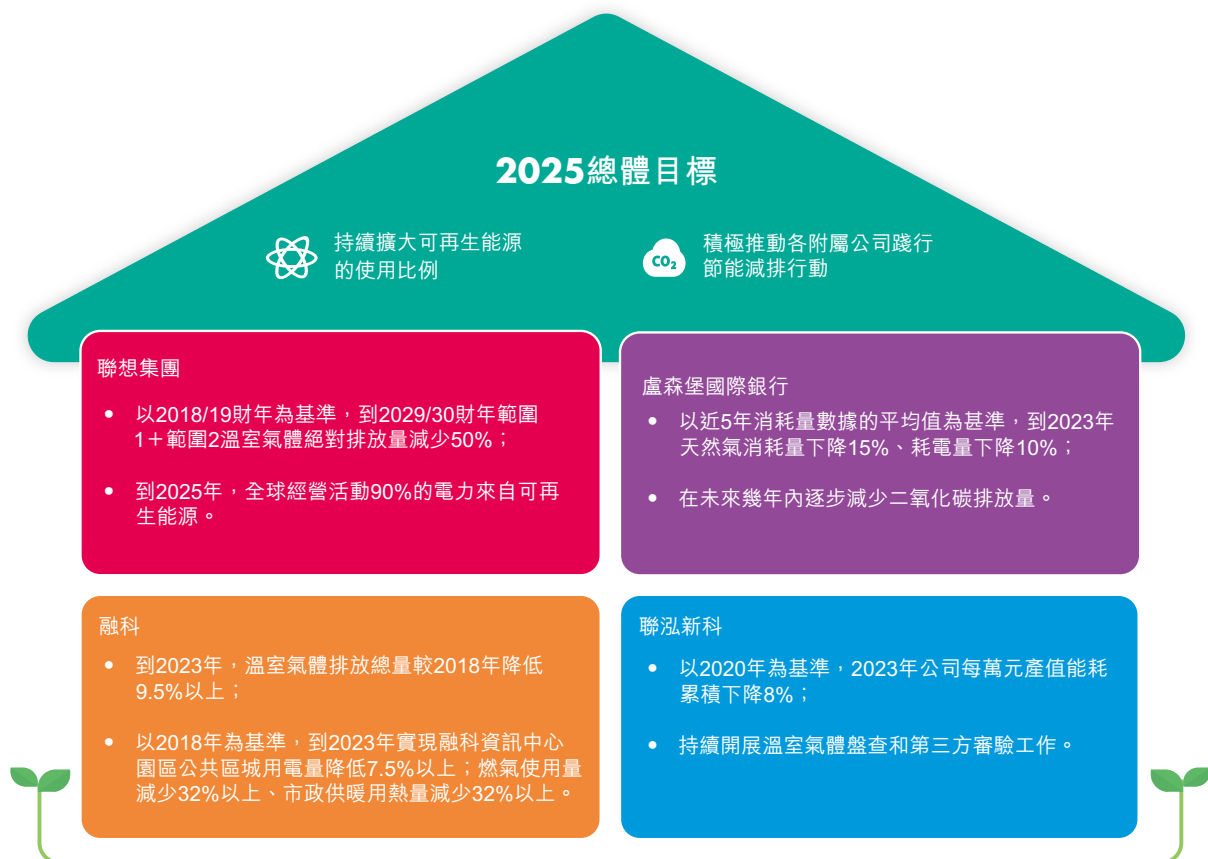 2025總體目標
持續擴大可再生能源
的使用比例
CO₂
積極推動各附屬公司踐行
節能減排行動
聯想集團
• 以2018/19財年為基準，到2029/30財年範圍
1＋範圍2溫室氣體絕對排放量減少50%；
• 到2025年，全球經營活動90%的電力來自可再
生能源。
盧森堡國際銀行
• 以近5年消耗量數據的平均值為基準，到2023年
天然氣消耗量下降15%、耗電量下降10%；
• 在未來幾年內逐步減少二氧化碳排放量。
融科
• 到2023年，溫室氣體排放總量較2018年降低
9.5%以上；
• 以2018年為基準，到2023年實現融科資訊中心
園區公共區城用電量降低7.5%以上；燃氣使用量
減少32%以上、市政供暖用熱量減少32%以上。
聯泓新科
• 以2020年為基準，2023年公司每萬元產值能耗
累積下降8%；
• 持續開展溫室氣體盤查和第三方審驗工作。